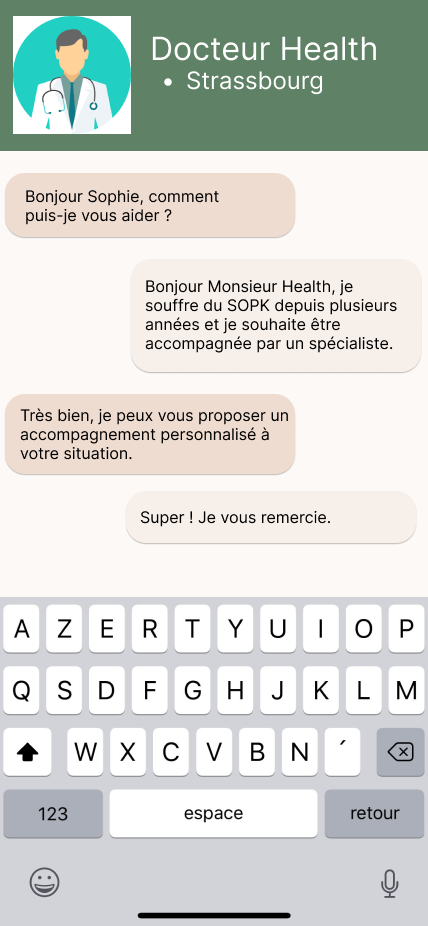 Docteur Health
• Strassbourg
Bonjour Sophie, comment
puis-je vous aider ?
Bonjour Monsieur Health, je
souffre du SOPK depuis plusieurs
années et je souhaite être
accompagnée par un spécialiste.
Très bien, je peux vous proposer un
accompagnement personnalisé à
votre situation.
Super ! Je vous remercie.
A Z E R T Y U I O P
Q S D F G H J K L M
W X C V B N ´
123 espace retour